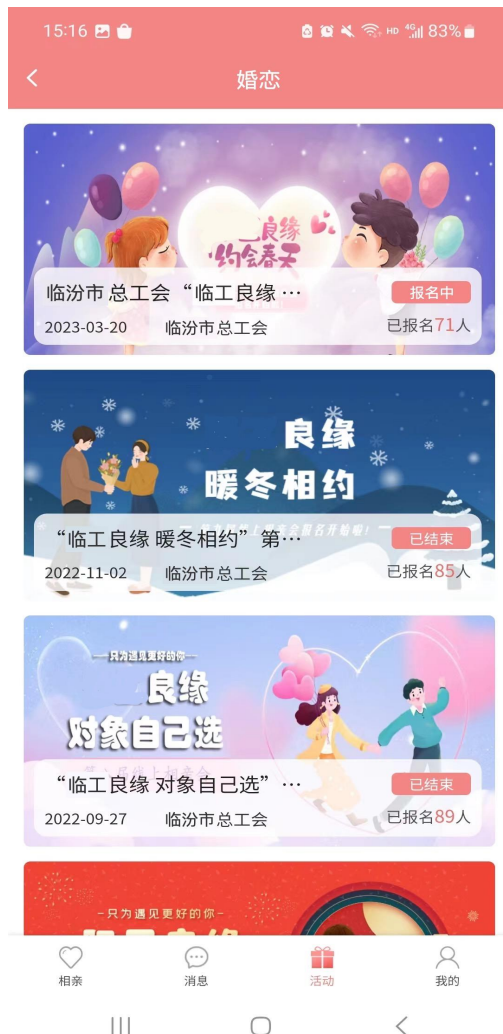 15:16
HD 4G 83%
婚恋
良缘
约会春天
临汾市总工会“临工良缘 …
报名中
2023-03-20 临汾市总工会
已报名71人
良缘
暖冬相约
“临工良缘 暖冬相约”第…
已结束
2022-11-02 临汾市总工会
已报名85人
—只为遇见更好的你—
良缘
对象自己选
“临工良缘 对象自己选” …
已结束
2022-09-27 临汾市总工会
已报名89人
–只为遇见更好的你–
相亲
消息
活动
我的